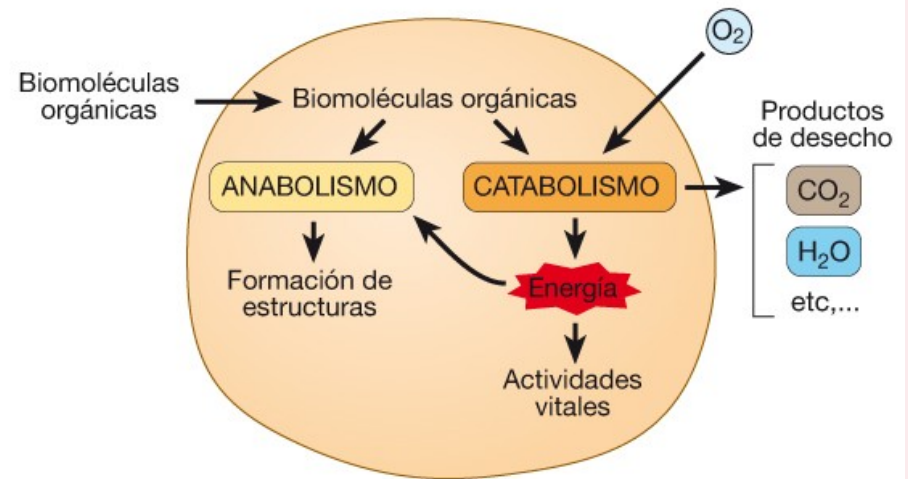 O₂
Biomoléculas
orgánicas
Biomoléculas orgánicas
Productos
de desecho
ANABOLISMO
CATABOLISMO
CO₂
H₂O
etc,...
Formación de
estructuras
Energía
Actividades
vitales